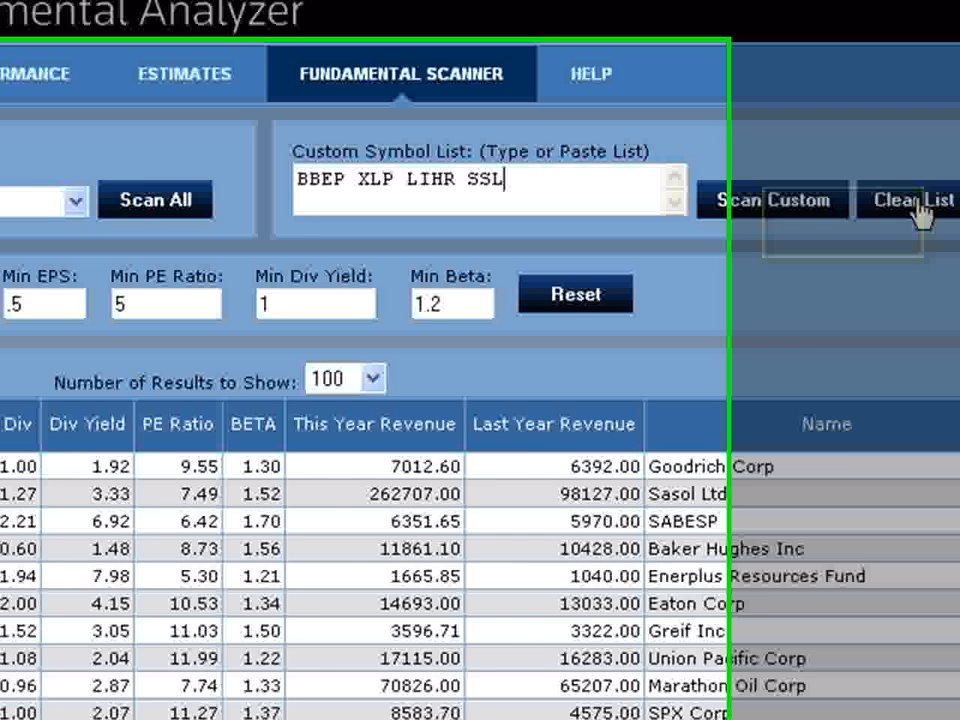 mental Analyzer
RMANCE ESTIMATES FUNDAMENTAL SCANNER HELP
Custom Symbol List: (Type or Paste List)
Scan All BBEP XLP LIHR SSL Scan Custom Clear List
Min EPS: Min PE Ratio: Min Div Yield: Min Beta:
.5 5 1 1.2 Reset
Number of Results to Show: 100
Div Div Yield PE Ratio BETA This Year Revenue Last Year Revenue Name
1.00 1.92 9.55 1.30 7012.60 6392.00 Goodrich Corp
1.27 3.33 7.49 1.52 262707.00 98127.00 Sasol Ltd
2.21 6.92 6.42 1.70 6351.65 5970.00 SABESP
0.60 1.48 8.73 1.56 11861.10 10428.00 Baker Hughes Inc
1.94 7.98 5.30 1.21 1665.85 1040.00 Enerplus Resources Fund
2.00 4.15 10.53 1.34 14693.00 13033.00 Eaton Corp
1.52 3.05 11.03 1.50 3596.71 3322.00 Greif Inc
1.08 2.04 11.99 1.22 17115.00 16283.00 Union Pacific Corp
0.96 2.87 7.74 1.33 70826.00 65207.00 Marathon Oil Corp
1.00 2.07 11.27 1.37 8583.70 4575.00 SPX Corp